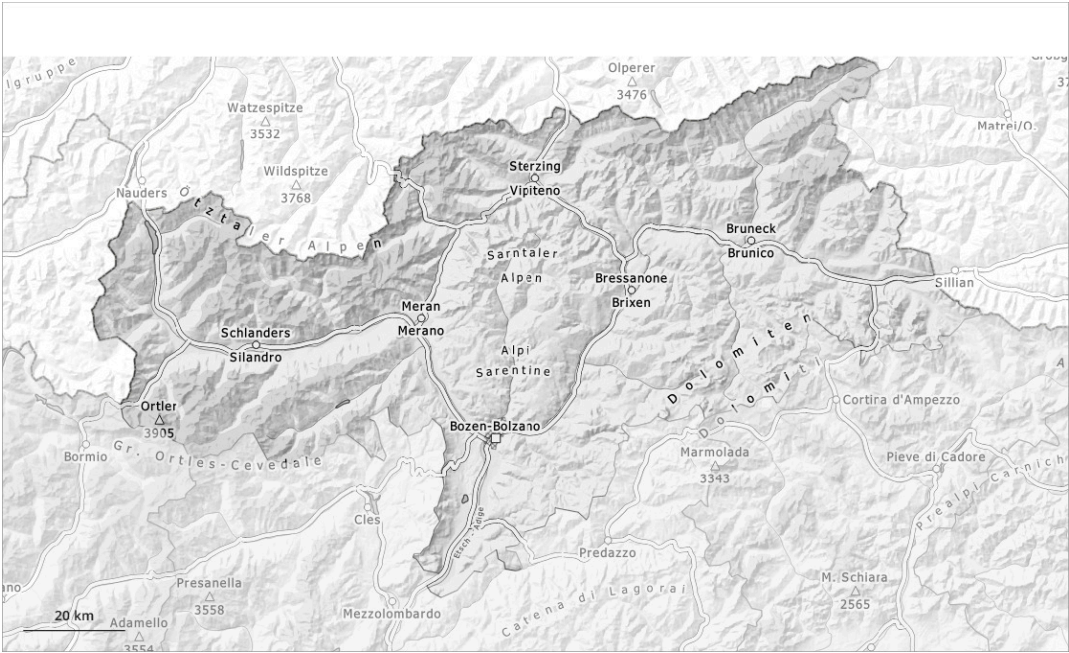 lgruppe
Olperer
3476
Watzespitze
3532
Matrei/O.
Sterzing
Vipiteno
Wildspitze
3768
Nauders
Ötztaler Alpen
Bruneck
Brunico
Sarntaler
Alpen
Bressanone
Brixen
Sillian
Meran
Merano
Schlanders
Silandro
Dolomiten
Dolomiti
Alpi
Sarentine
Ortler
3905
Cortina d'Ampezzo
Bozen-Bolzano
Gr. Ortles-Cevedale
Bormio
Marmolada
3343
Pieve di Cadore
Prealpi Carnich
Cles
Etsch - Adige
Predazzo
Presanella
3558
M. Schiara
2565
ano
Mezzolombardo
Catena di Lagorai
20 km
Adamello
3554